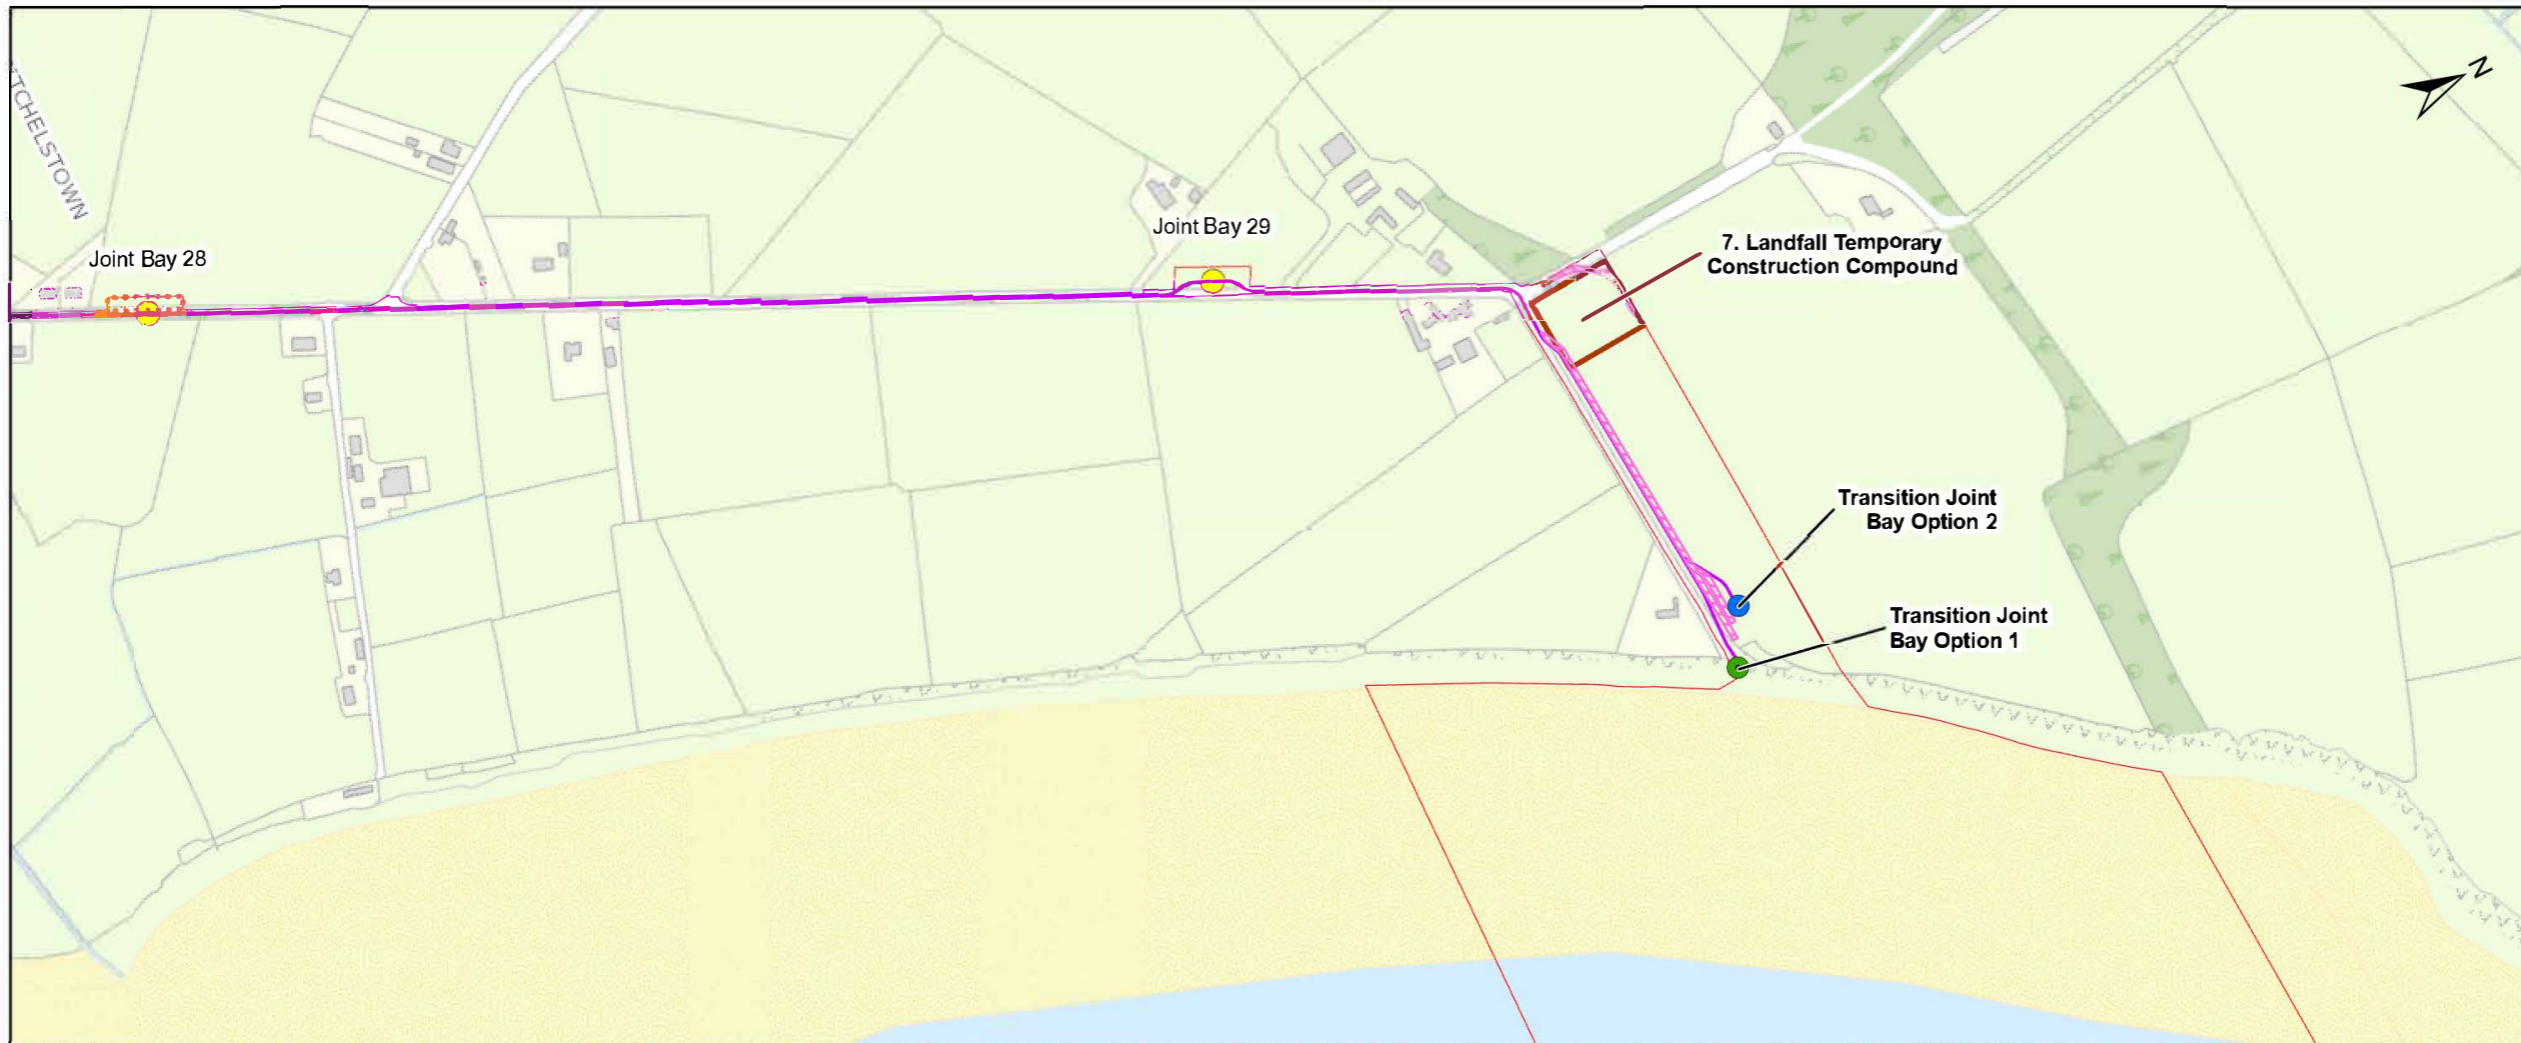 N
TCHELSTOWN
Joint Bay 28
Joint Bay 29
7. Landfall Temporary
Construction Compound
Transition Joint
Bay Option 2
Transition Joint
Bay Option 1